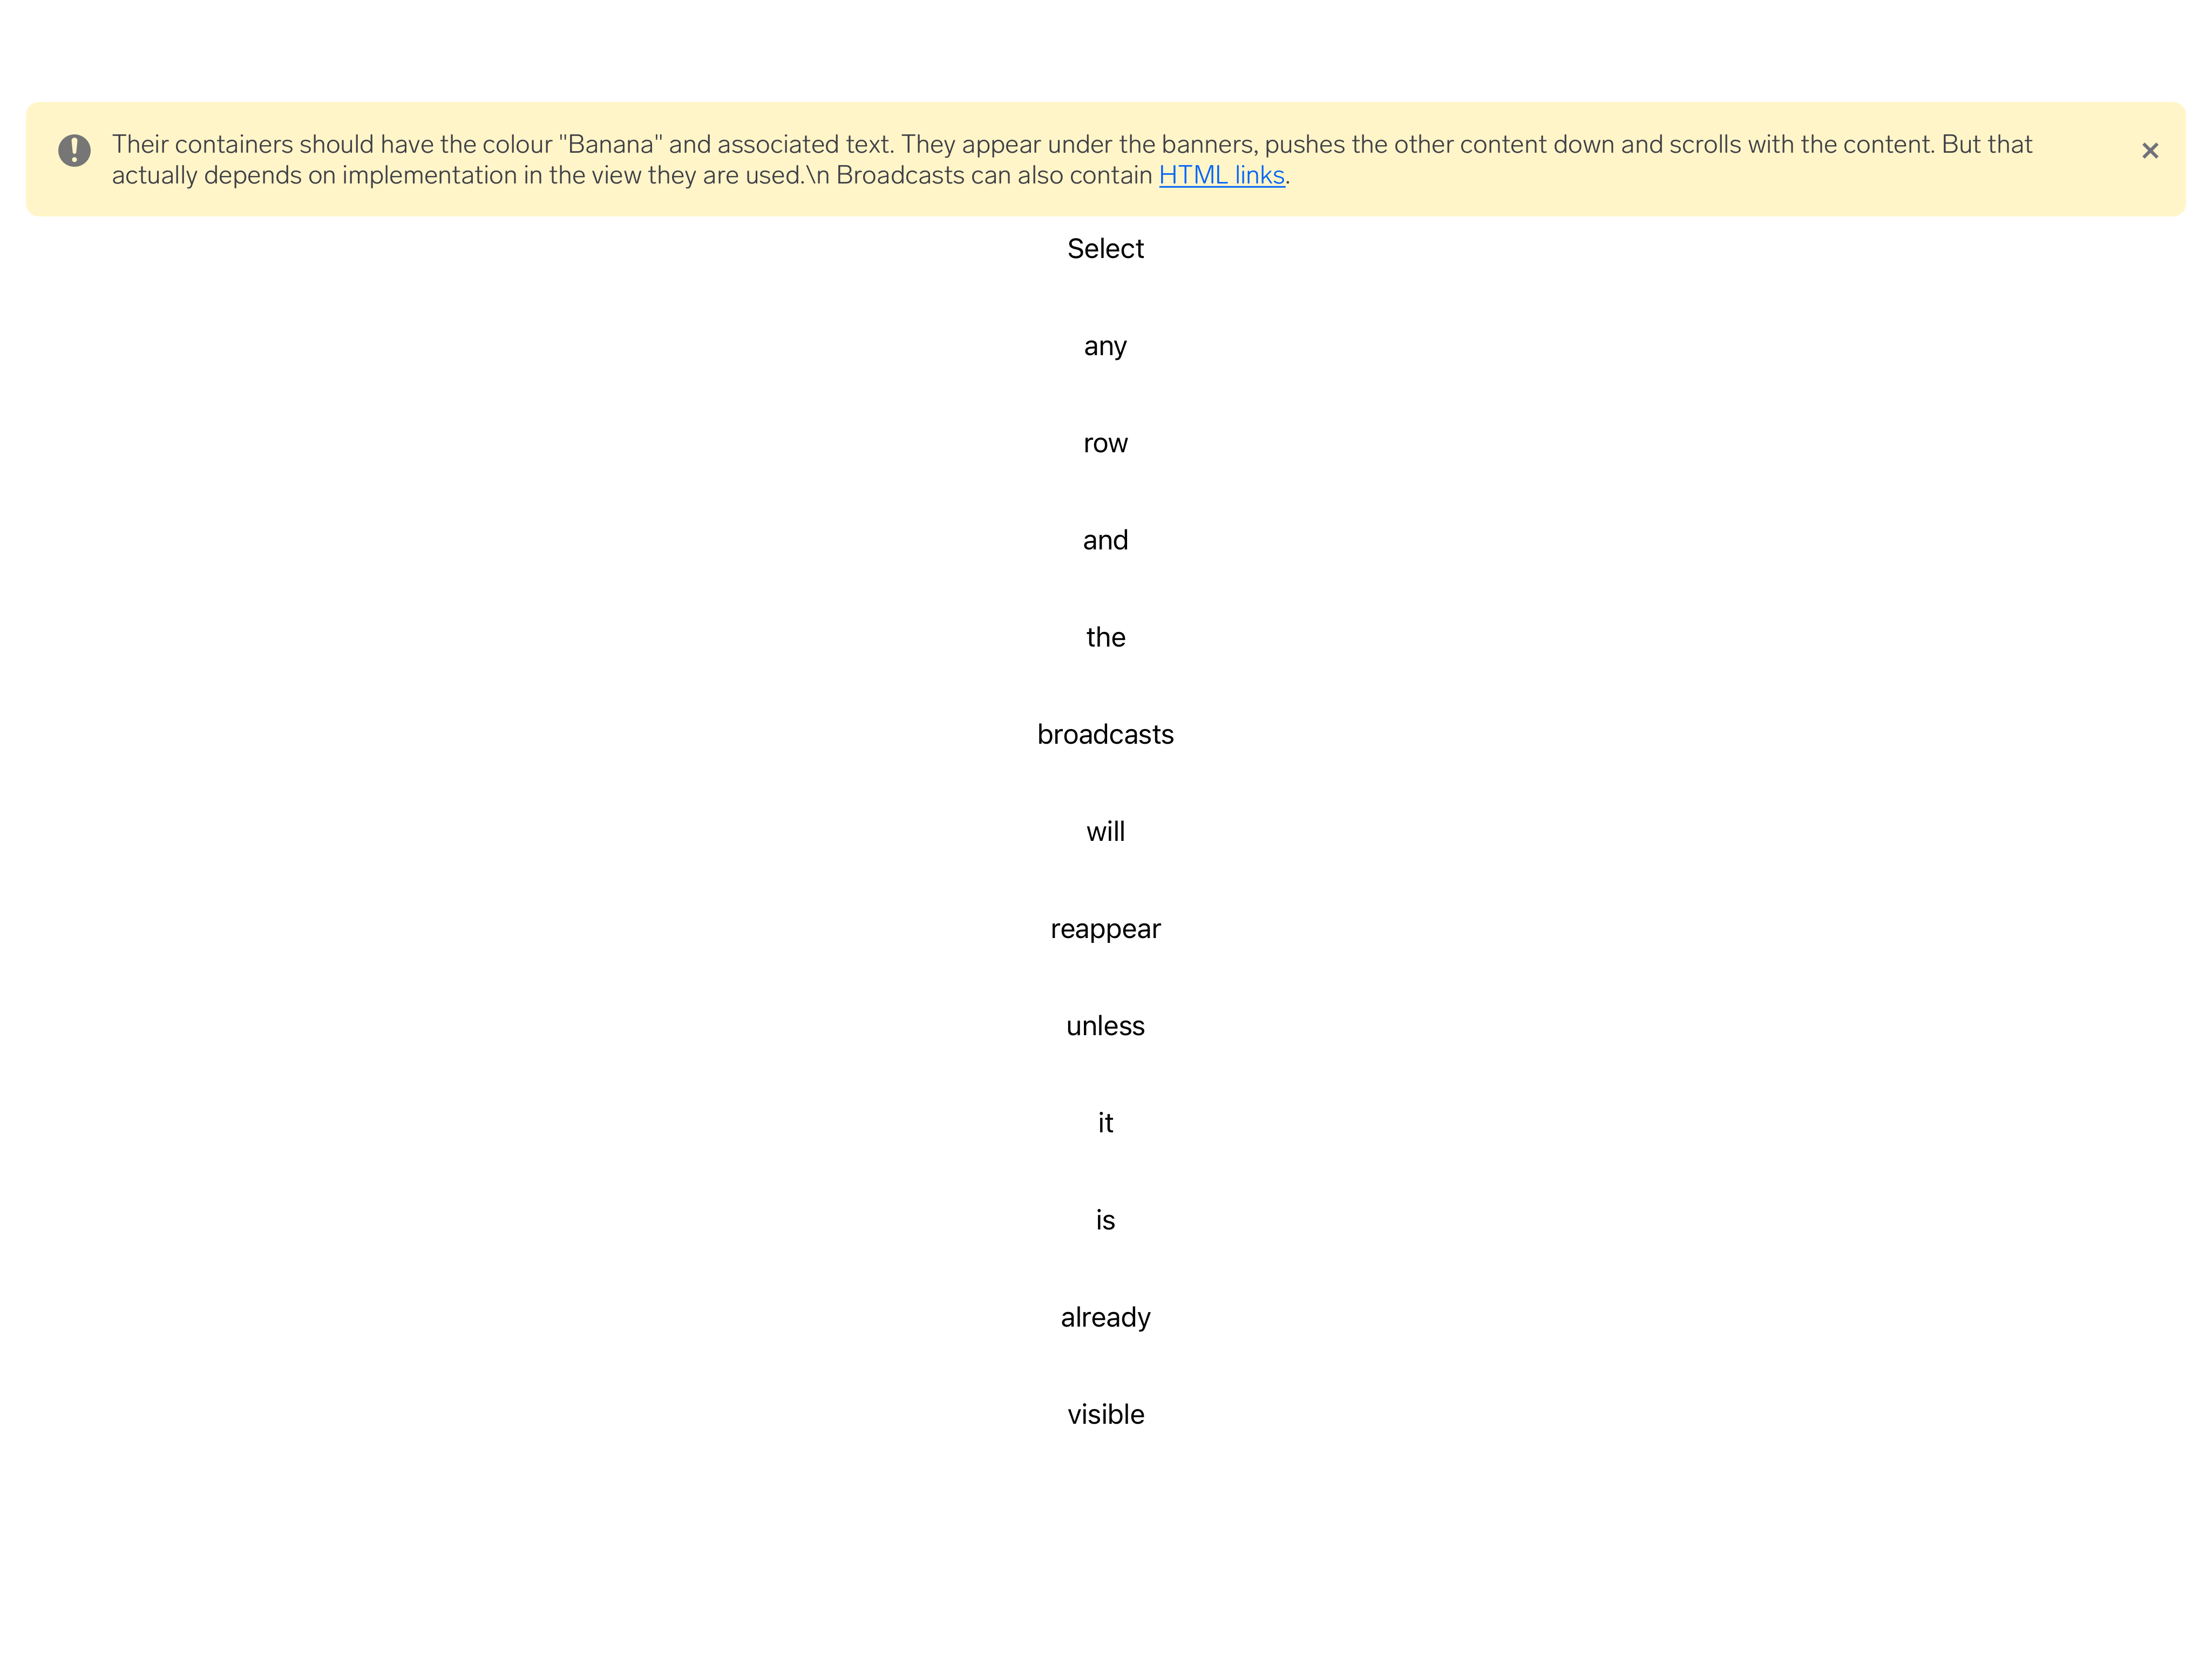 Their containers should have the colour "Banana" and associated text. They appear under the banners, pushes the other content down and scrolls with the content. But that
actually depends on implementation in the view they are used.\n Broadcasts can also contain HTML links.
Select
any
row
and
the
broadcasts
will
reappear
unless
it
is
already
visible